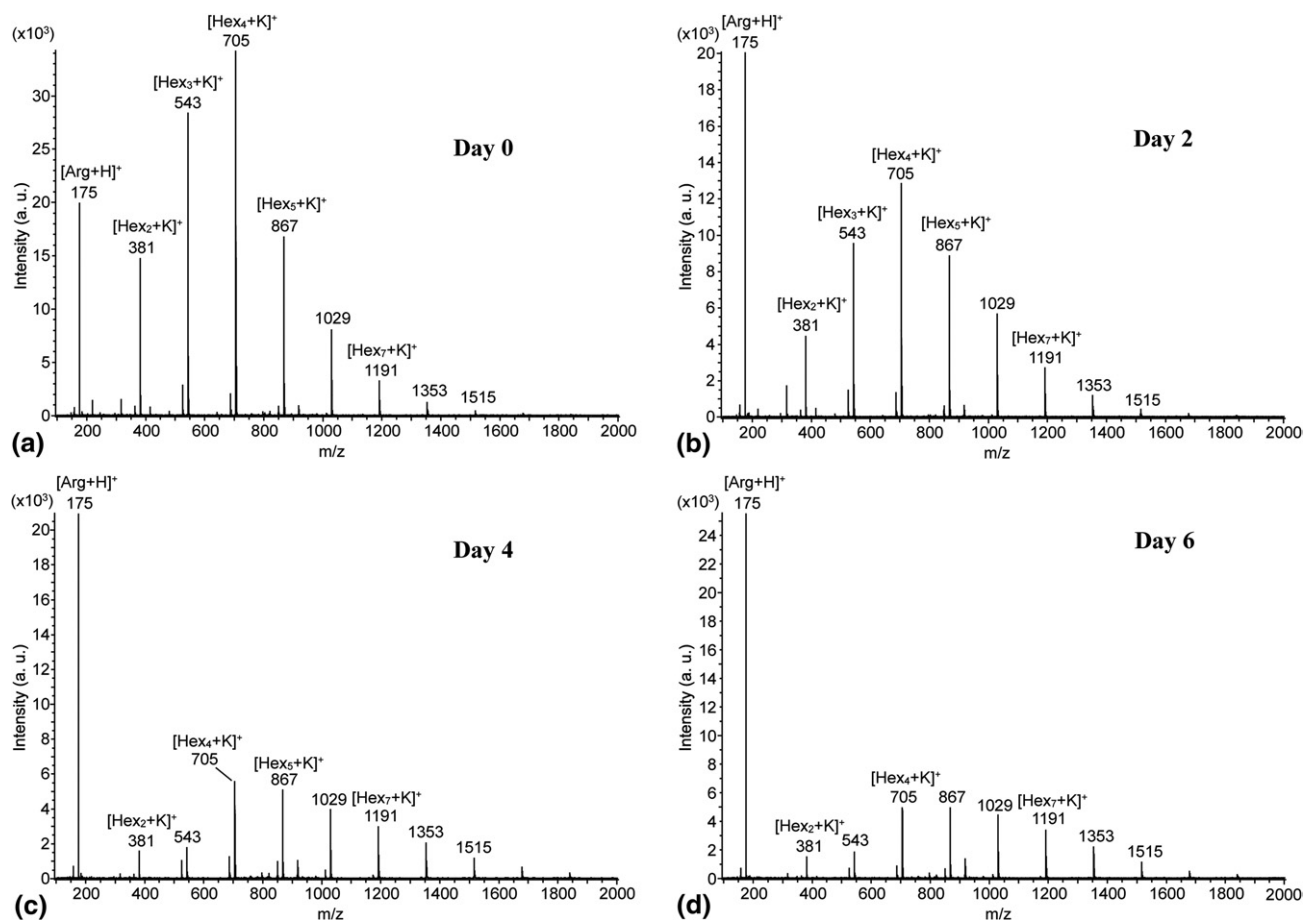 [Hex₄+K]⁺
(x10³)
705
[Hex₃+K]⁺
543
30
Day 0
25
[Arg+H]⁺
175
20
[Hex₅+K]⁺
867
[Hex₂+K]⁺
381
15
10
1029
[Hex₇+K]⁺
1191
5
1353
1515
0
Intensity (a. u.)
200 400 600 800 1000 1200 1400 1600 1800 2000
m/z
(a)
[Arg+H]⁺
(x10³)
175
20
18
Day 2
16
14
[Hex₄+K]⁺
705
12
[Hex₃+K]⁺
543
[Hex₅+K]⁺
867
10
8
[Hex₂+K]⁺
381
1029
6
4
[Hex₇+K]⁺
1191
2
1353
1515
0
Intensity (a. u.)
200 400 600 800 1000 1200 1400 1600 1800 2000
m/z
(b)
[Arg+H]⁺
(x10³)
175
20
Day 4
18
16
14
12
10
8
[Hex₄+K]⁺
705
[Hex₅+K]⁺
867
6
4
1029
[Hex₇+K]⁺
1191
[Hex₂+K]⁺
381
543
1353
1515
2
0
Intensity (a. u.)
200 400 600 800 1000 1200 1400 1600 1800 2000
m/z
(c)
[Arg+H]⁺
(x10³)
175
24
Day 6
22
20
18
16
14
12
10
8
[Hex₄+K]⁺
705
867
6
1029
[Hex₇+K]⁺
1191
4
[Hex₂+K]⁺
381
543
1353
1515
2
0
Intensity (a. u.)
200 400 600 800 1000 1200 1400 1600 1800 2000
m/z
(d)